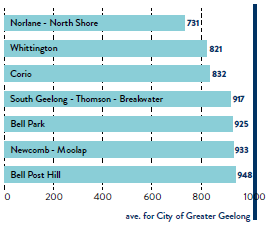 Norlane - North Shore 731
Whittington 821
Corio 832
South Geelong - Thomson - Breakwater 917
Bell Park 925
Newcomb - Moolap 933
Bell Post Hill 948
0 200 400 600 800 1000
ave. for City of Greater Geelong